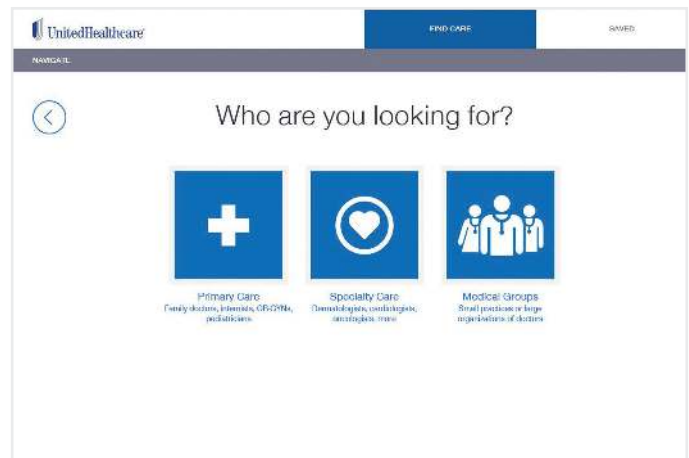 UnitedHealthcare
FIND CARE
SAVED
NAVIGATE
Who are you looking for?
Primary Care
Family doctors, internists, OB-GYNs,
pediatricians
Specialty Care
Dermatologists, cardiologists,
oncologists, more
Medical Groups
Small practices or large
organizations of doctors